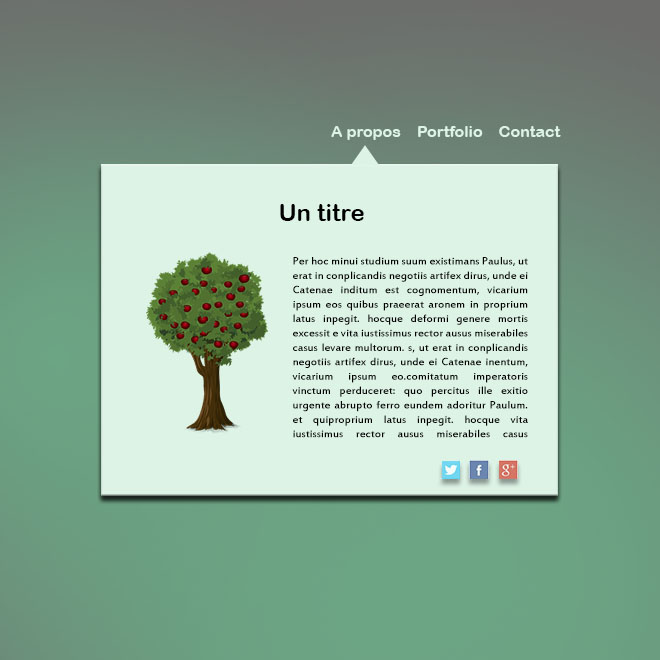 A propos Portfolio Contact
Un titre
Per hoc minui studium suum existimans Paulus, ut
erat in conplicandis negotiis artifex dirus, unde ei
Catenae inditum est cognomentum, vicarium
ipsum eos quibus praeerat aronem in proprium
latus inpegit. hocque deformi genere mortis
excessit e vita iustissimus rector ausus miserabiles
casus levare multorum. s, ut erat in conplicandis
negotiis artifex dirus, unde ei Catenae inentum,
vicarium ipsum eo.comitatum imperatoris
vinctum perduceret: quo percitus ille exitio
urgente abrupto ferro eundem adoritur Paulum.
et quiproprium latus inpegit. hocque vita
iustissimus rector ausus miserabiles casus
f g+